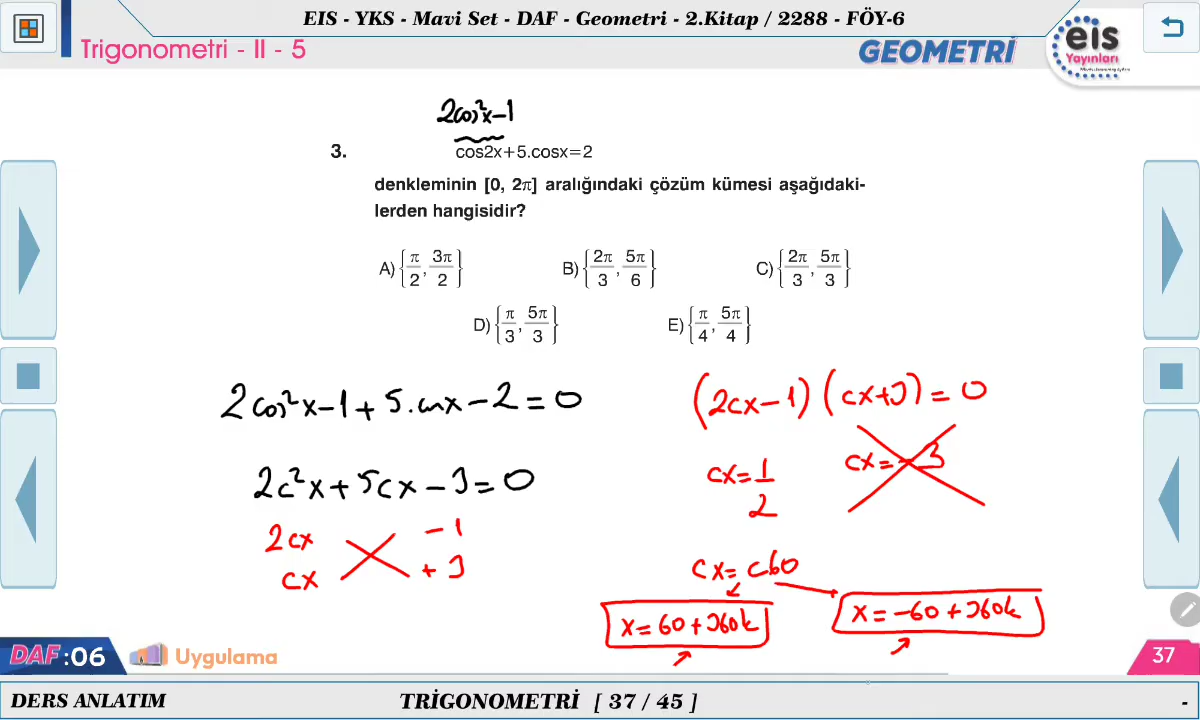 EIS - YKS - Mavi Set - DAF - Geometri - 2.Kitap / 2288 - FÖY-6
Trigonometri - II - 5
GEOMETRİ
eis
Yayınları
2cos²x-1
3. cos2x+5.cosx=2
denkleminin [0, 2π] aralığındaki çözüm kümesi aşağıdaki-
lerden hangisidir?
A) {π/2, 3π/2} B) {2π/3, 5π/6} C) {2π/3, 5π/3}
D) {π/3, 5π/3} E) {π/4, 5π/4}
2cos²x-1+5.cosx-2=0
2c²x+5cx-3=0
2cx -1
cx +3
(2cx-1)(cx+3)=0
cx=1/2 cx=-3
cx=c60
x=60+360k x=-60+360k
DAF:06 Uygulama
37
DERS ANLATIM TRİGONOMETRİ [ 37 / 45 ] -